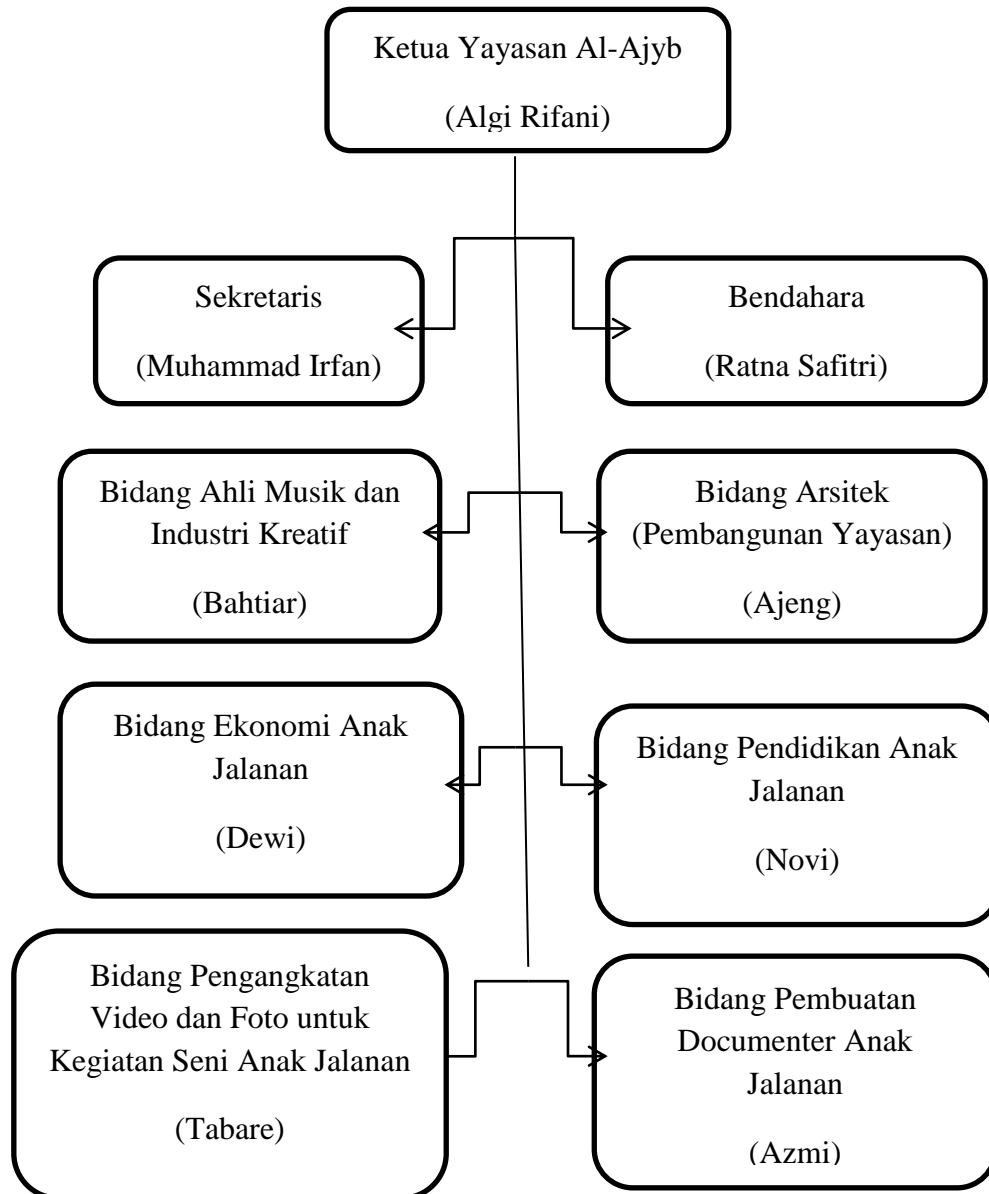 Ketua Yayasan Al-Ajyb
(Algi Rifani)
Sekretaris
(Muhammad Irfan)
Bendahara
(Ratna Safitri)
Bidang Ahli Musik dan
Industri Kreatif
(Bahtiar)
Bidang Arsitek
(Pembangunan Yayasan)
(Ajeng)
Bidang Ekonomi Anak
Jalanan
(Dewi)
Bidang Pendidikan Anak
Jalanan
(Novi)
Bidang Pengangkatan
Video dan Foto untuk
Kegiatan Seni Anak Jalanan
(Tabare)
Bidang Pembuatan
Documenter Anak
Jalanan
(Azmi)